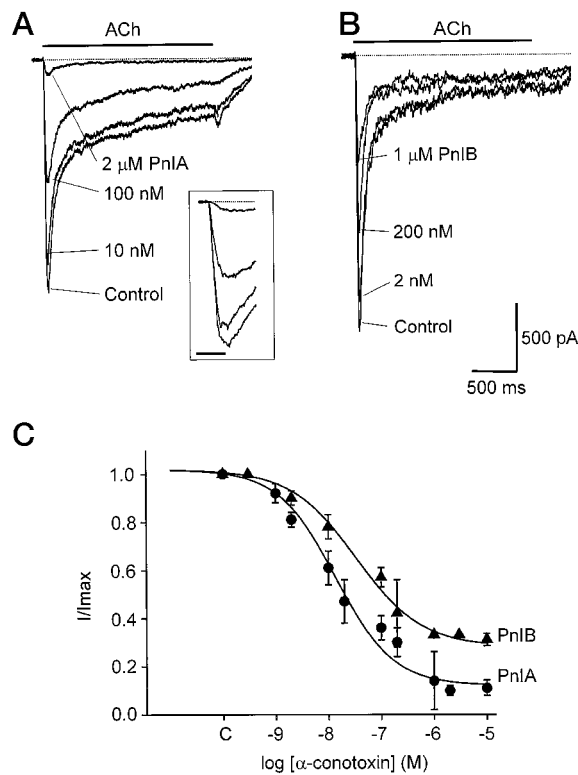 A
ACh
2 μM PnIA
100 nM
10 nM
Control
B
ACh
1 μM PnIB
200 nM
2 nM
Control
500 pA
500 ms
C
1.0
0.8
0.6
0.4
0.2
0.0
I/Imax
PnIB
PnIA
C -9 -8 -7 -6 -5
log [α-conotoxin] (M)